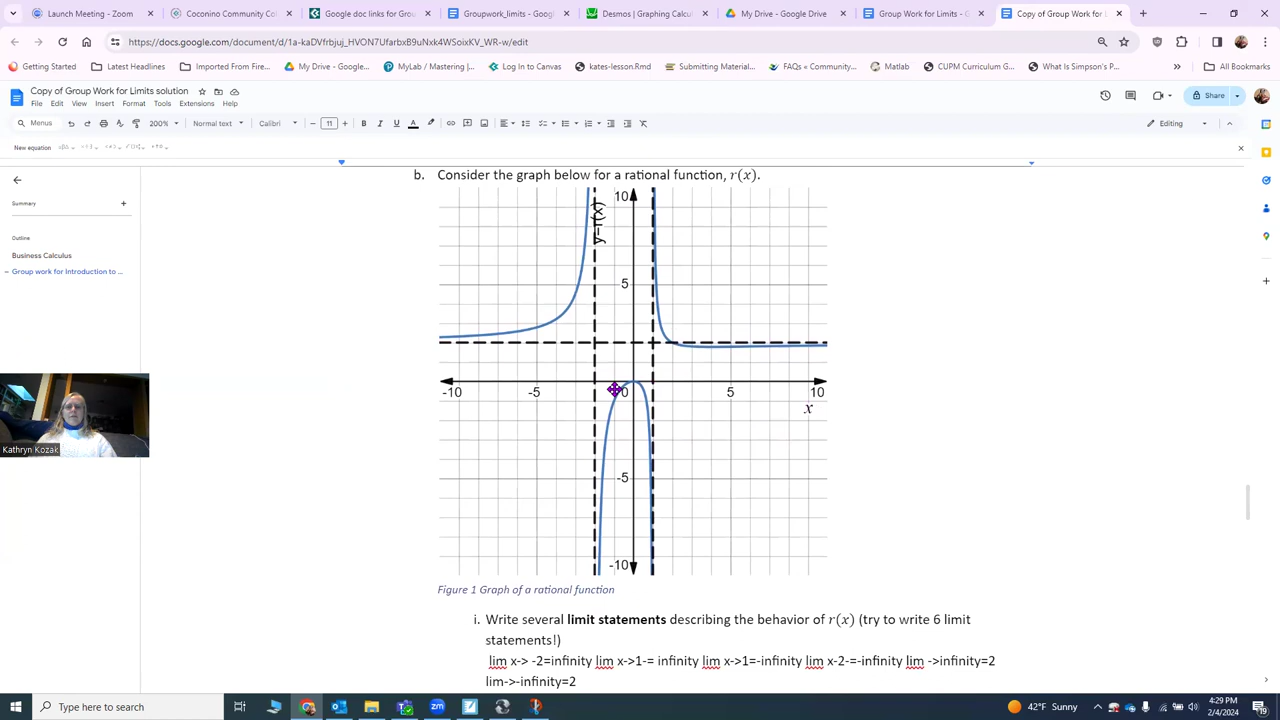 Launch Meeting - Zoom
Coconino Community Col
Google doc links for Grou
Groupwork_limits - Googl
Desmos | Graphing Calcu
My Drive - Google Drive
Group Work for Limits - G
Copy of Group Work for L
https://docs.google.com/document/d/1a-kaDVfrbjuj_HVON7UfarbxB9uNxk4WSoixKV_WR-w/edit
Getting Started
Latest Headlines
Imported From Fire...
My Drive - Google...
MyLab / Mastering |...
Log In to Canvas
kates-lesson.Rmd
Submitting Material...
FAQs « Community...
Matlab
CUPM Curriculum G...
What Is Simpson's P...
»
All Bookmarks
Copy of Group Work for Limits solution
File Edit View Insert Format Tools Extensions Help
Share
Menus
200%
Normal text
Calibri
11
B I U A
Editing
New equation
Summary
Outline
Business Calculus
Group work for Introduction to ...
b. Consider the graph below for a rational function, r(x).
10
y=r(x)
5
-10 -5 0 5 10
x
-5
-10
Kathryn Kozak
Figure 1 Graph of a rational function
i. Write several limit statements describing the behavior of r(x) (try to write 6 limit
statements!)
lim x-> -2=infinity lim x->1-= infinity lim x->1=-infinity lim x-2-=-infinity lim ->infinity=2
lim->-infinity=2
Type here to search
42°F Sunny
4:29 PM
2/4/2024
19